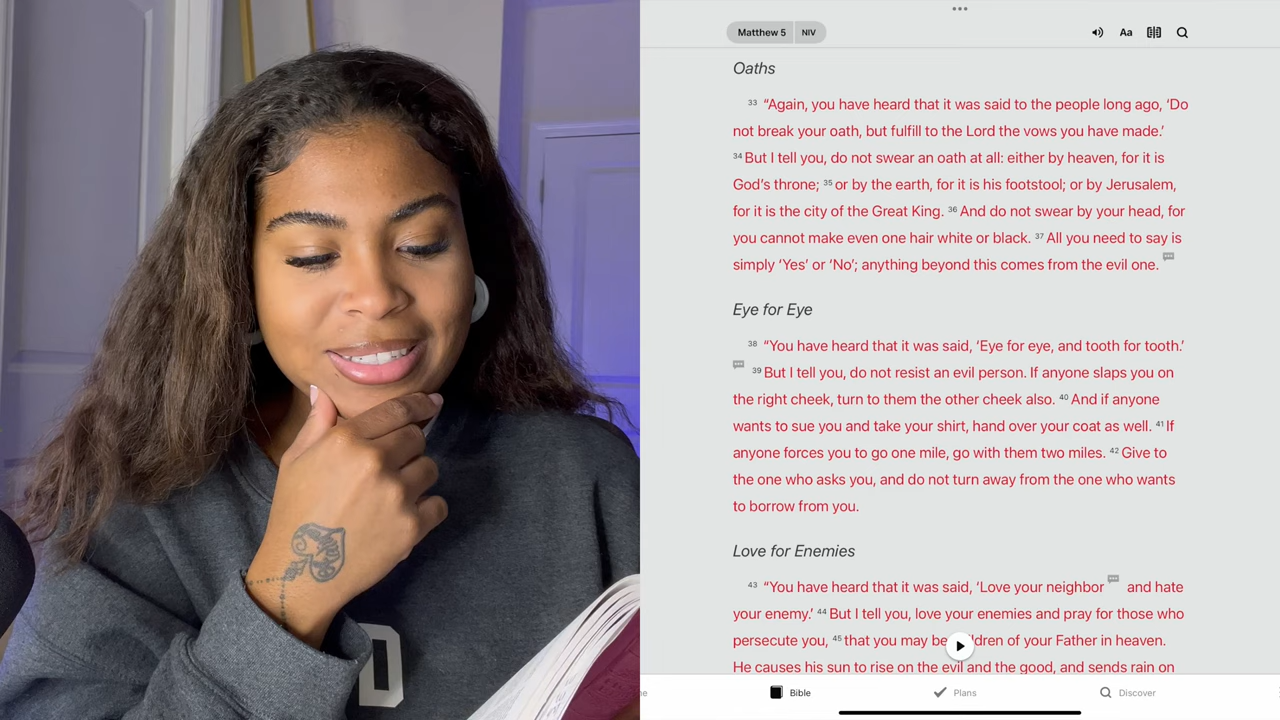 Matthew 5 NIV Aa
Oaths
33 “Again, you have heard that it was said to the people long ago, ‘Do
not break your oath, but fulfill to the Lord the vows you have made.’
34 But I tell you, do not swear an oath at all: either by heaven, for it is
God’s throne; 35 or by the earth, for it is his footstool; or by Jerusalem,
for it is the city of the Great King. 36 And do not swear by your head, for
you cannot make even one hair white or black. 37 All you need to say is
simply ‘Yes’ or ‘No’; anything beyond this comes from the evil one.
Eye for Eye
38 “You have heard that it was said, ‘Eye for eye, and tooth for tooth.’
39 But I tell you, do not resist an evil person. If anyone slaps you on
the right cheek, turn to them the other cheek also. 40 And if anyone
wants to sue you and take your shirt, hand over your coat as well. 41 If
anyone forces you to go one mile, go with them two miles. 42 Give to
the one who asks you, and do not turn away from the one who wants
to borrow from you.
Love for Enemies
43 “You have heard that it was said, ‘Love your neighbor and hate
your enemy.’ 44 But I tell you, love your enemies and pray for those who
persecute you, 45 that you may be ldren of your Father in heaven.
He causes his sun to rise on the evil and the good, and sends rain on
Bible Plans Discover